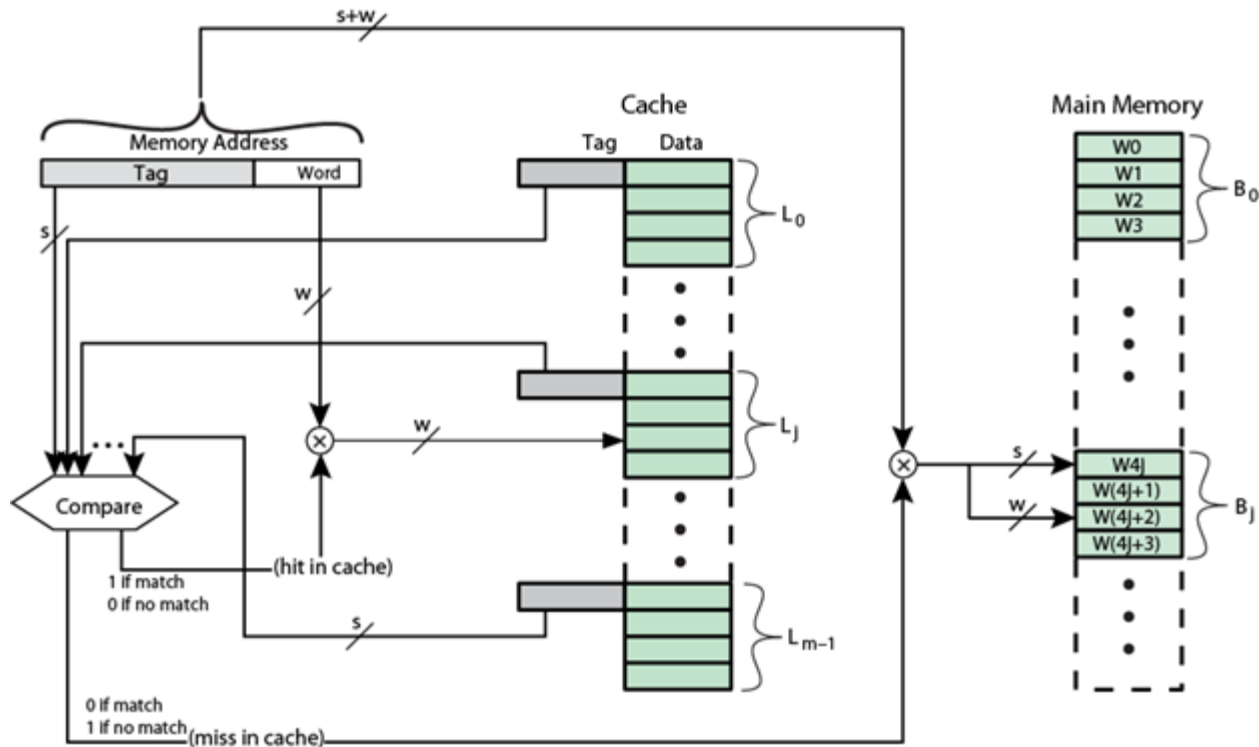 s+w
Cache
Main Memory
Memory Address
Tag Data
Tag Word
W0
W1
W2
W3
B0
L0
s
w
Lj
w
s
W4j
W(4j+1)
W(4j+2)
W(4j+3)
Bj
w
Compare
(hit in cache)
1 if match
0 if no match
s
Lm–1
0 if match
1 if no match
(miss in cache)